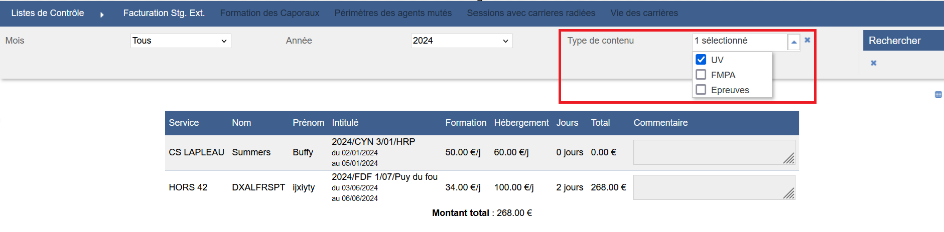 Listes de Contrôle Facturation Stg. Ext. Formation des Caporaux Périmètres des agents mutés Sessions avec carrieres radiées Vie des carrières
Mois Tous Année 2024 Type de contenu 1 sélectionné Rechercher
UV
FMPA
Epreuves
Service Nom Prénom Intitulé Formation Hébergement Jours Total Commentaire
2024/CYN 3/01/HRP
CS LAPLEAU Summers Buffy du 02/01/2024 50.00 €/j 60.00 €/j 0 jours 0.00 €
au 05/01/2024
2024/FDF 1/07/Puy du fou
HORS 42 DXALFRSPT ijxiyty du 03/06/2024 34.00 €/j 100.00 €/j 2 jours 268.00 €
au 06/06/2024
Montant total : 268.00 €